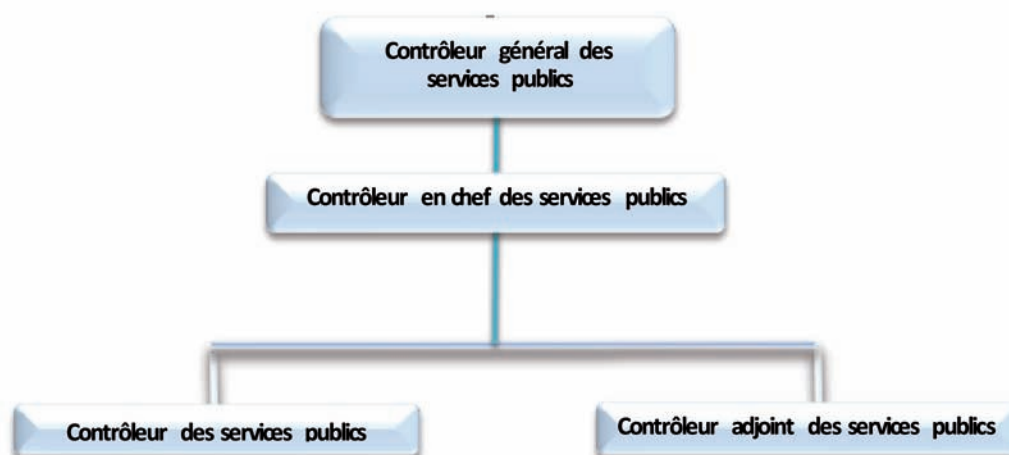 Contrôleur général des
services publics
Contrôleur en chef des services publics
Contrôleur des services publics
Contrôleur adjoint des services publics